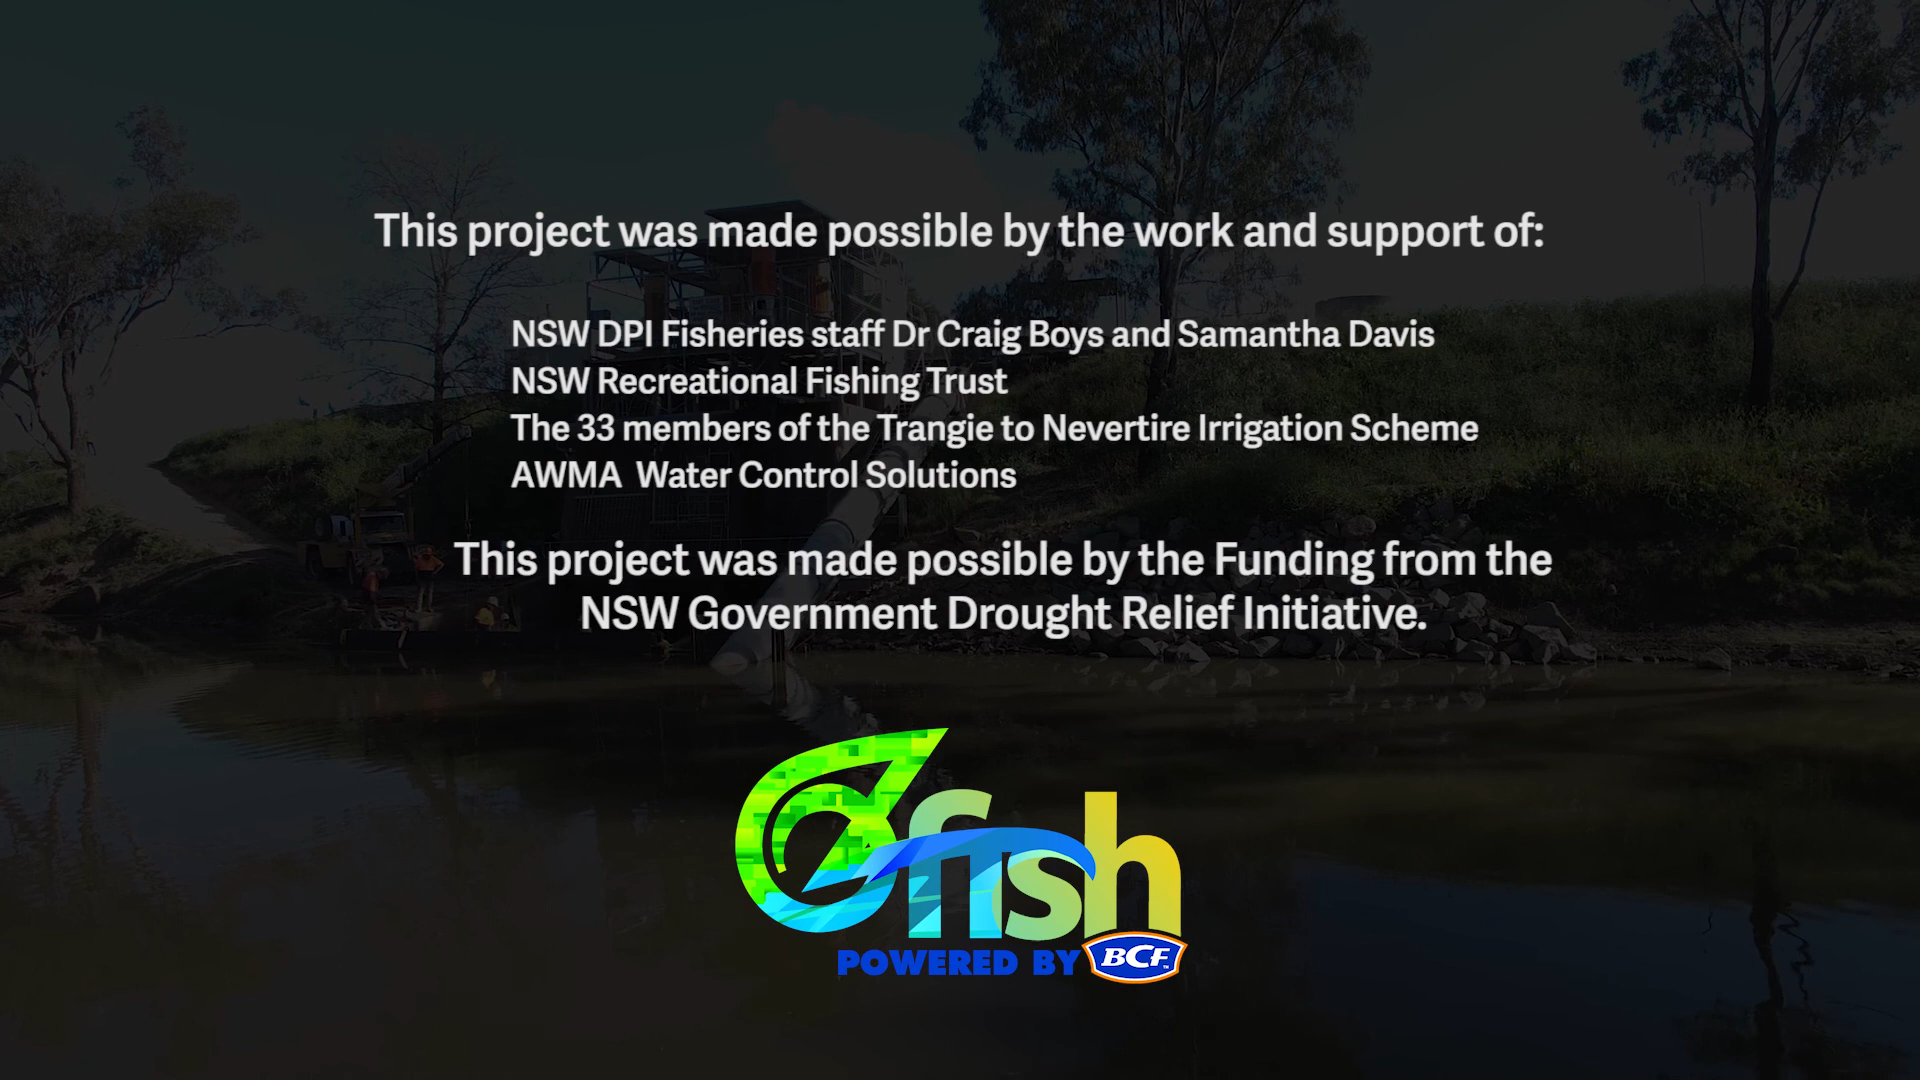 This project was made possible by the work and support of:
NSW DPI Fisheries staff Dr Craig Boys and Samantha Davis
NSW Recreational Fishing Trust
The 33 members of the Trangie to Nevertire Irrigation Scheme
AWMA  Water Control Solutions
This project was made possible by the Funding from the
NSW Government Drought Relief Initiative.
fish
POWERED BY BCF™